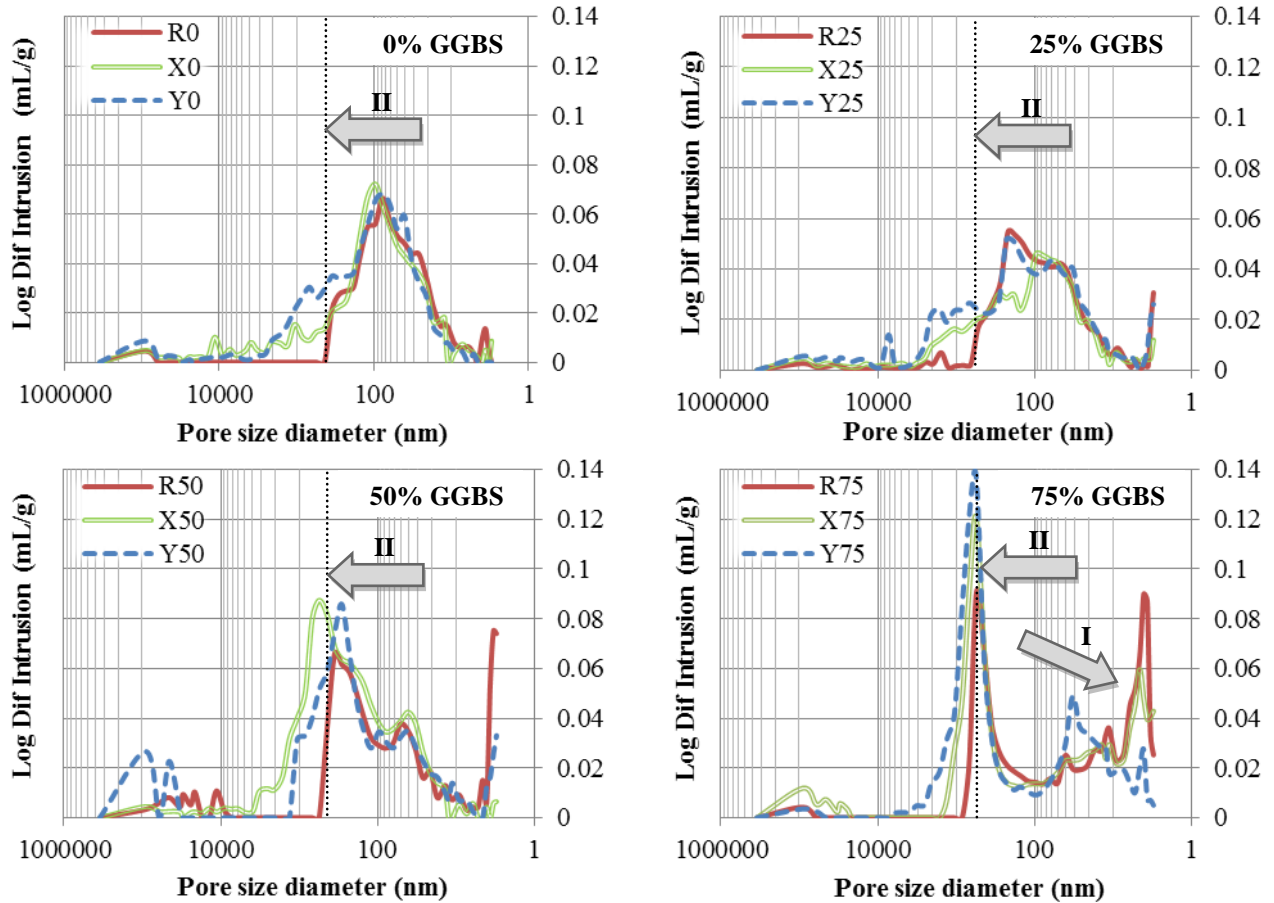 0.14
R0
0% GGBS
X0
0.12
Y0
II
0.1
0.08
0.06
0.04
0.02
0
Log Dif Intrusion (mL/g)
1000000 10000 100 1
Pore size diameter (nm)
0.14
R25
25% GGBS
X25
0.12
Y25
II
0.1
0.08
0.06
0.04
0.02
0
Log Dif Intrusion (mL/g)
1000000 10000 100 1
Pore size diameter (nm)
0.14
R50
50% GGBS
X50
0.12
Y50
II
0.1
0.08
0.06
0.04
0.02
0
Log Dif Intrusion (mL/g)
1000000 10000 100 1
Pore size diameter (nm)
0.14
R75
75% GGBS
X75
0.12
Y75
II
0.1
0.08
I
0.06
0.04
0.02
0
Log Dif Intrusion (mL/g)
1000000 10000 100 1
Pore size diameter (nm)